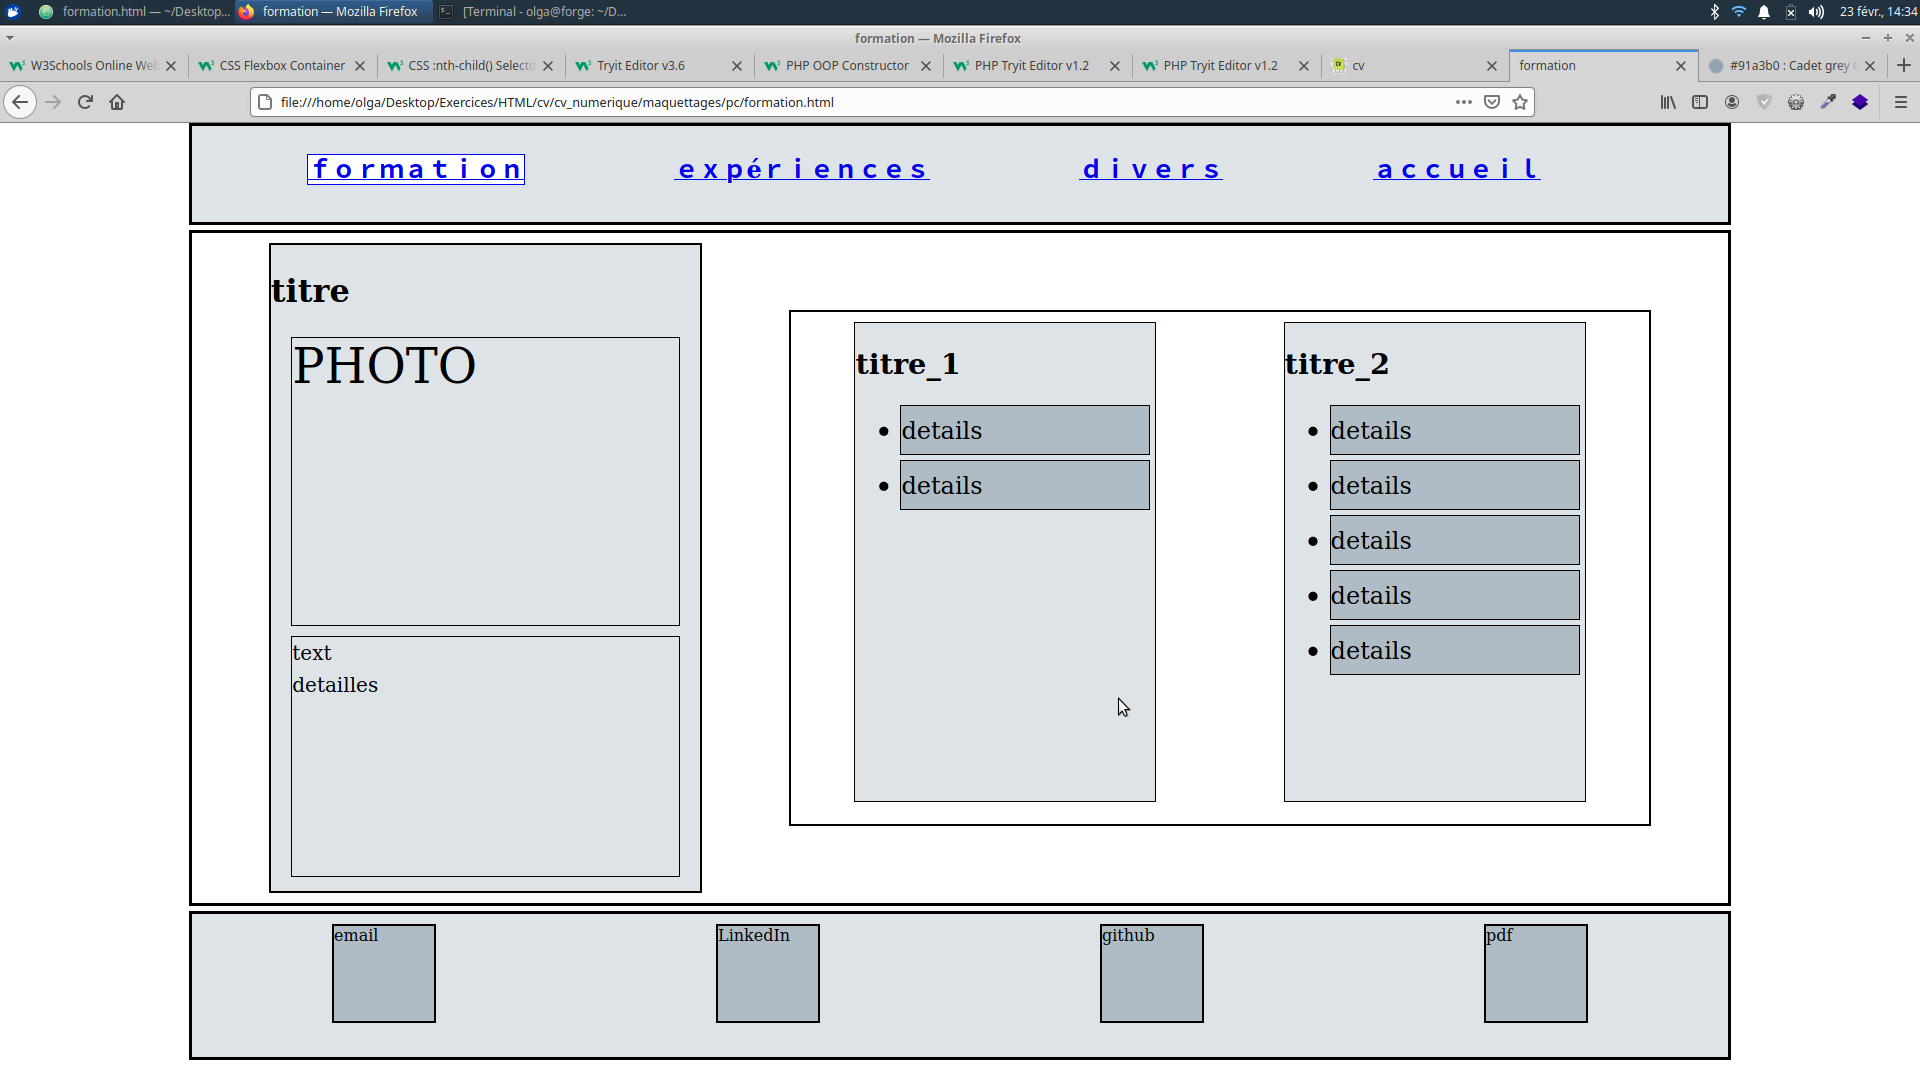 formation.html — ~/Desktop...
formation — Mozilla Firefox
[Terminal - olga@forge: ~/D...
23 févr., 14:34
formation — Mozilla Firefox
W3Schools Online Web
CSS Flexbox Container
CSS :nth-child() Selecto
Tryit Editor v3.6
PHP OOP Constructor
PHP Tryit Editor v1.2
PHP Tryit Editor v1.2
cv
formation
#91a3b0 : Cadet grey
file:///home/olga/Desktop/Exercices/HTML/cv/cv_numerique/maquettages/pc/formation.html
formation
expériences
divers
accueil
titre
PHOTO
text
detailles
titre_1
details
details
titre_2
details
details
details
details
details
email
LinkedIn
github
pdf